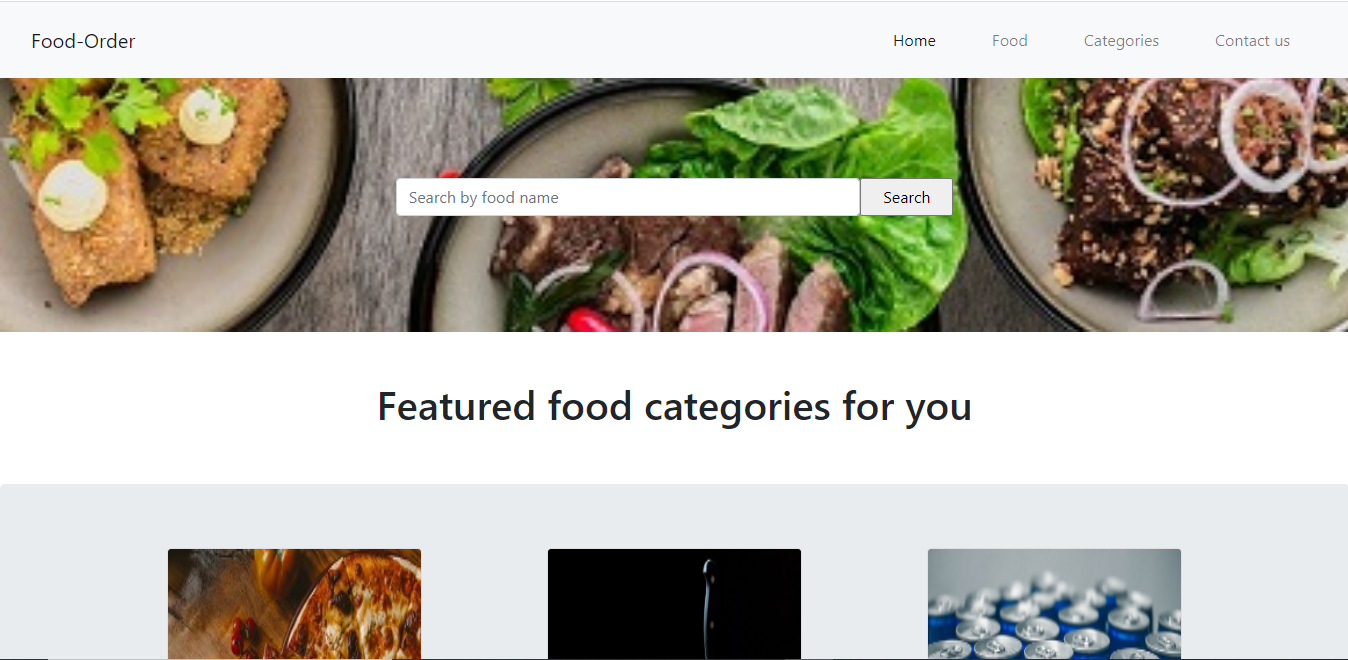 Food-Order
Home Food Categories Contact us
Search by food name Search
Featured food categories for you